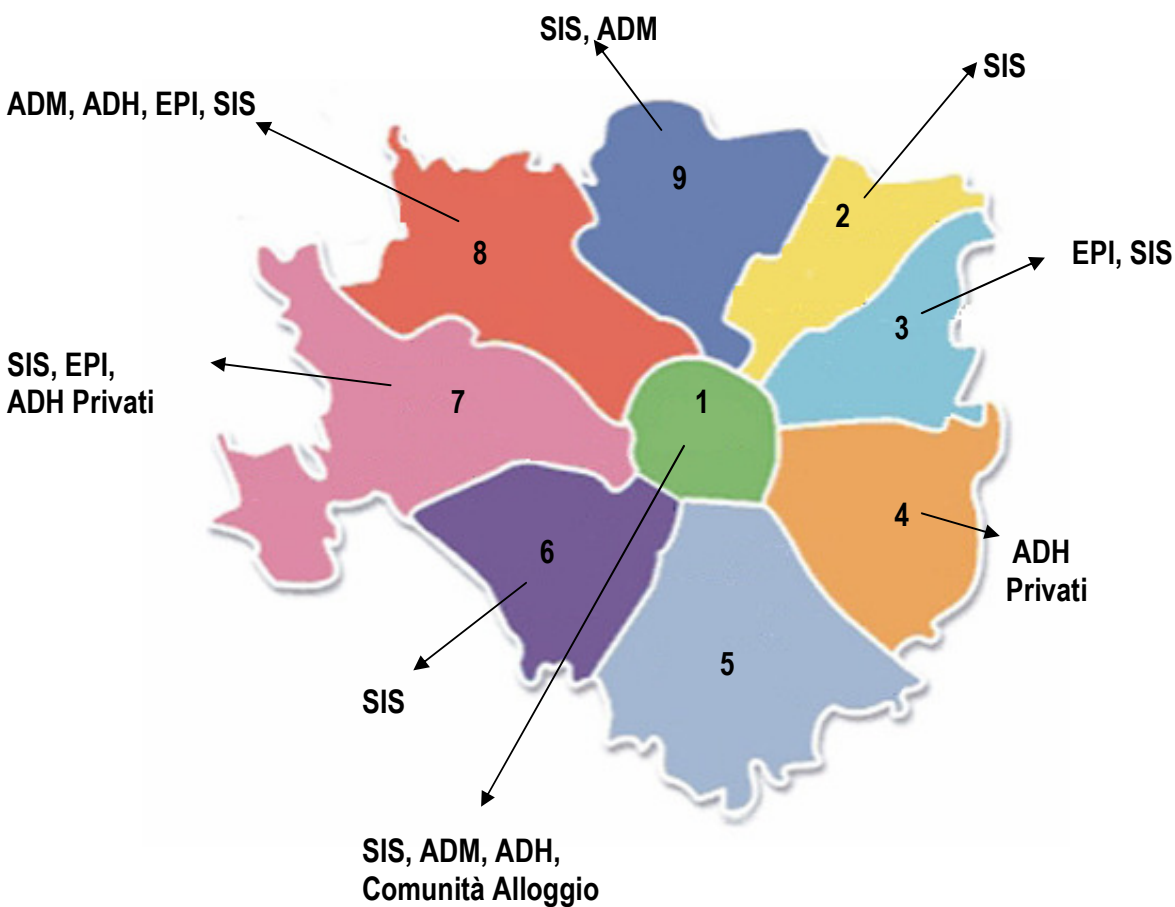 SIS, ADM
SIS
ADM, ADH, EPI, SIS
9
2
8
EPI, SIS
3
SIS, EPI,
ADH Privati
7
1
4
ADH
Privati
6
5
SIS
SIS, ADM, ADH,
Comunità Alloggio